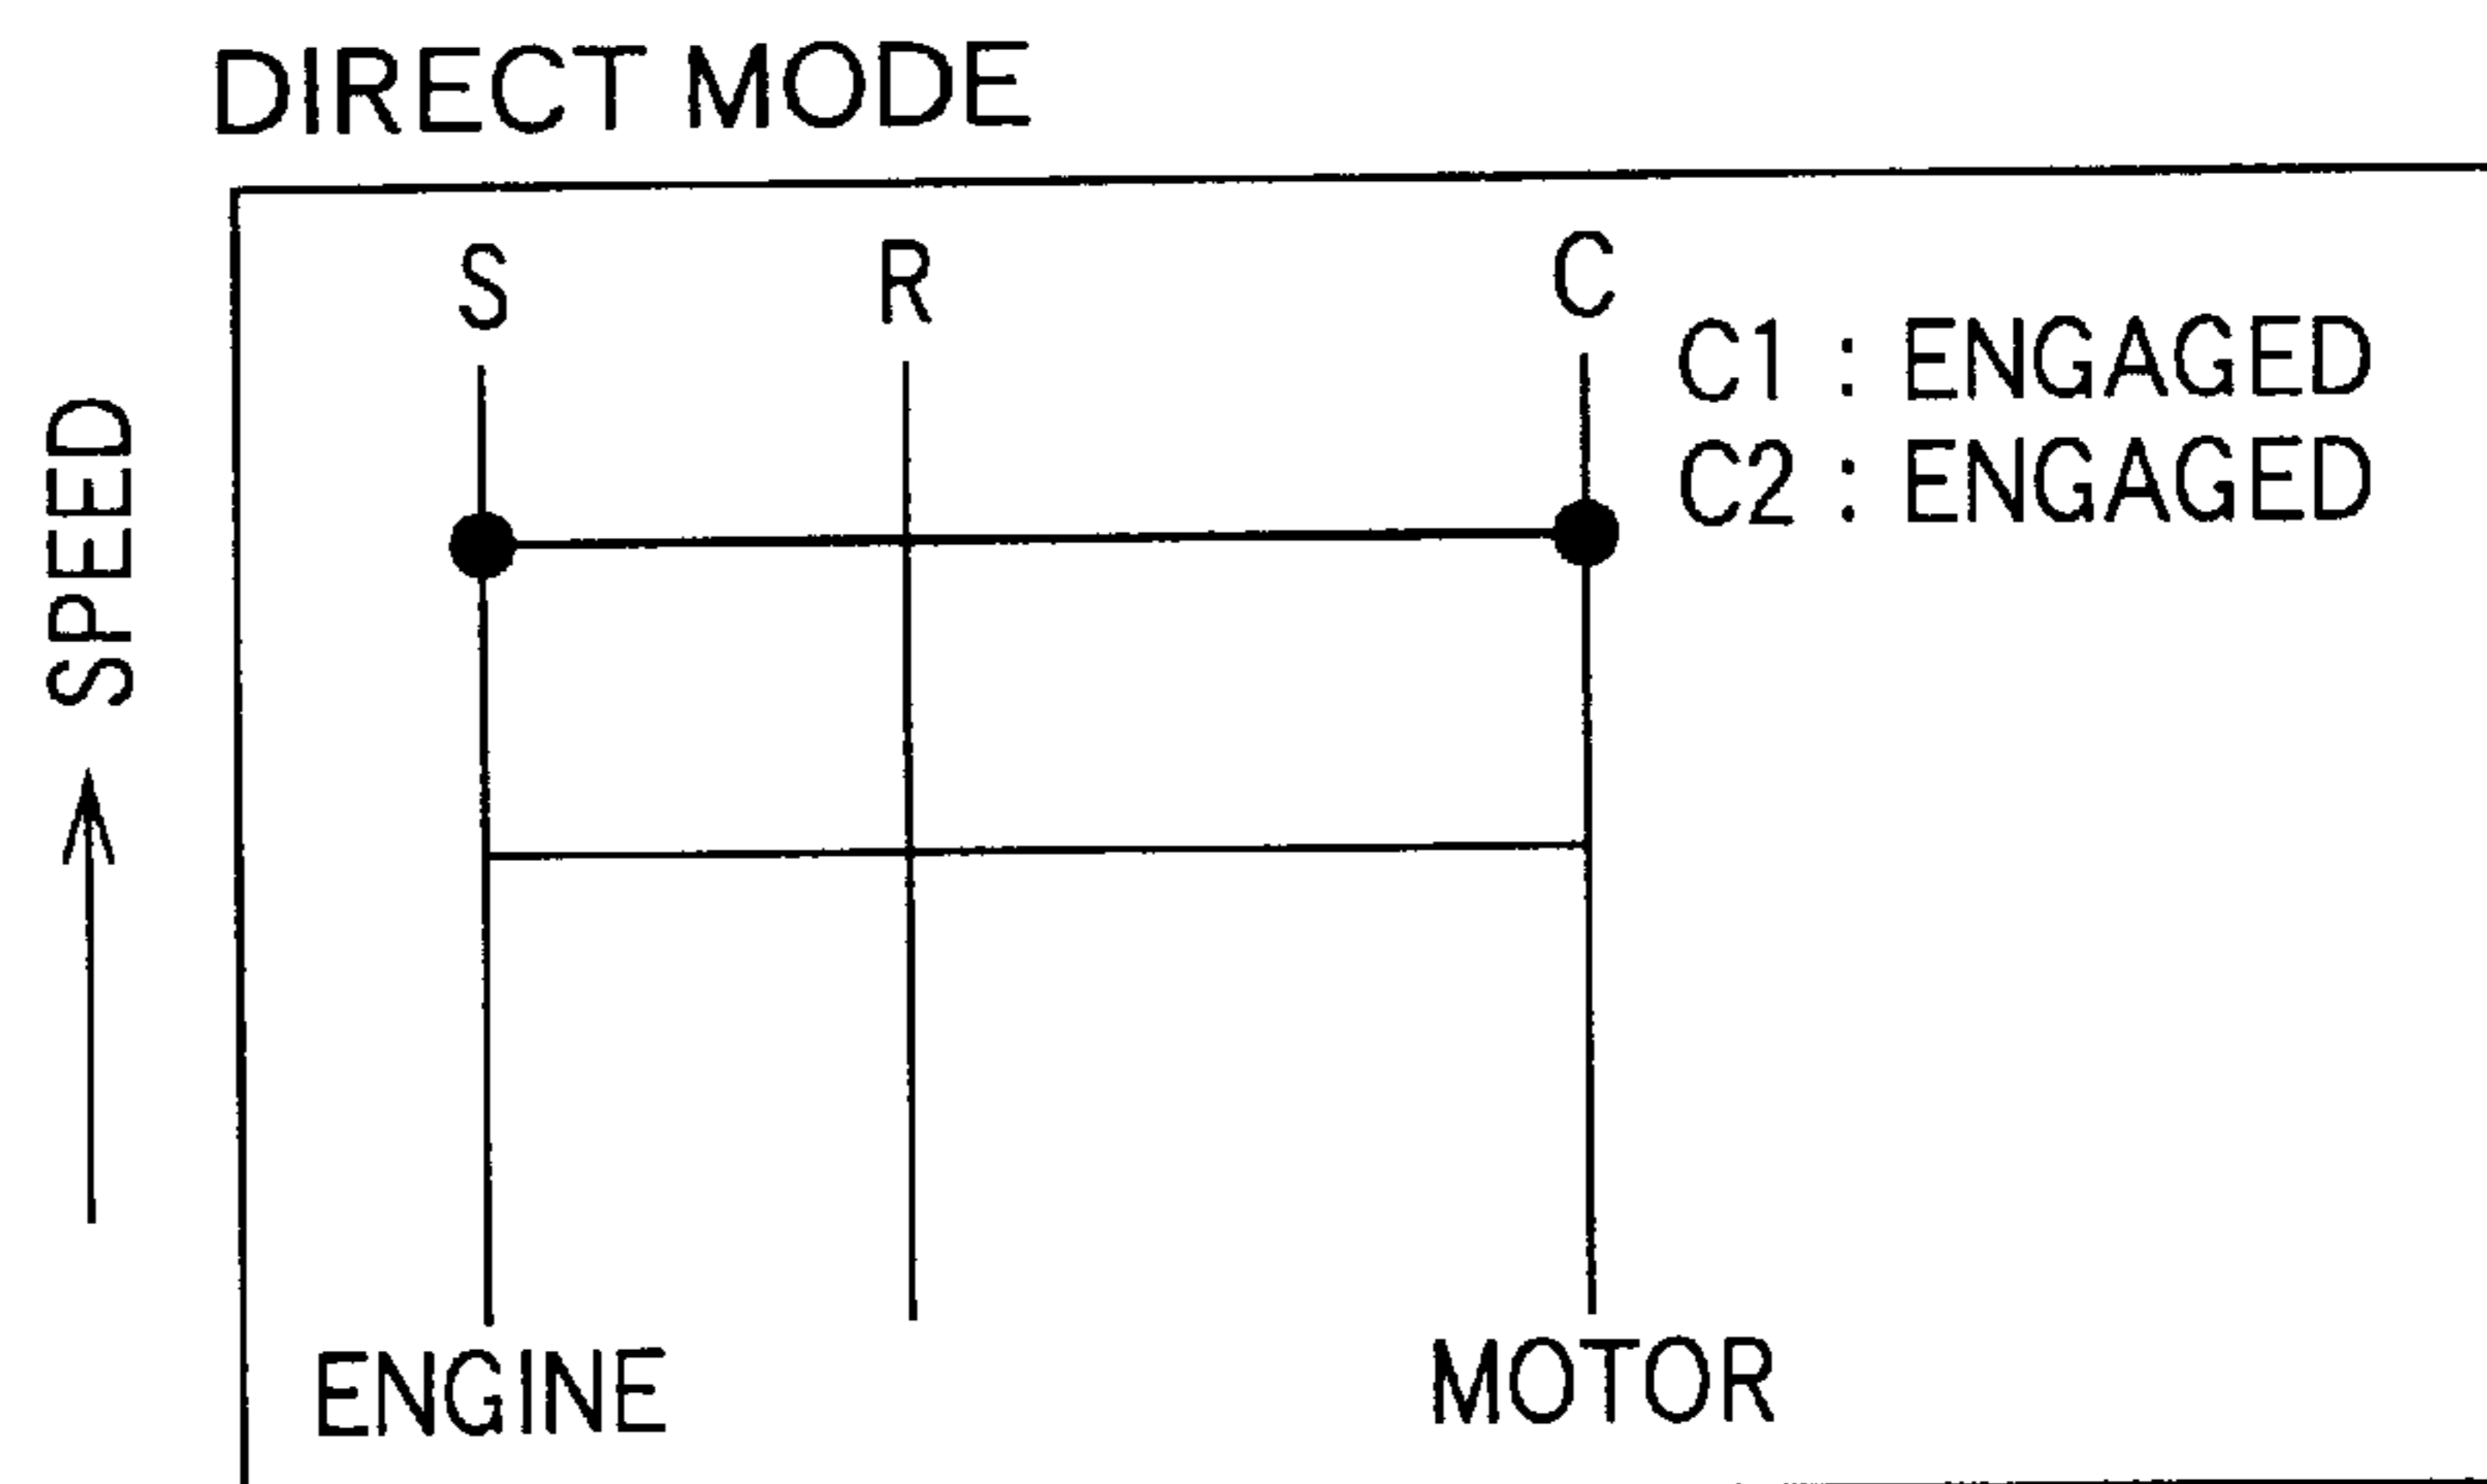 DIRECT MODE
S R C
C1 : ENGAGED
C2 : ENGAGED
SPEED
ENGINE MOTOR